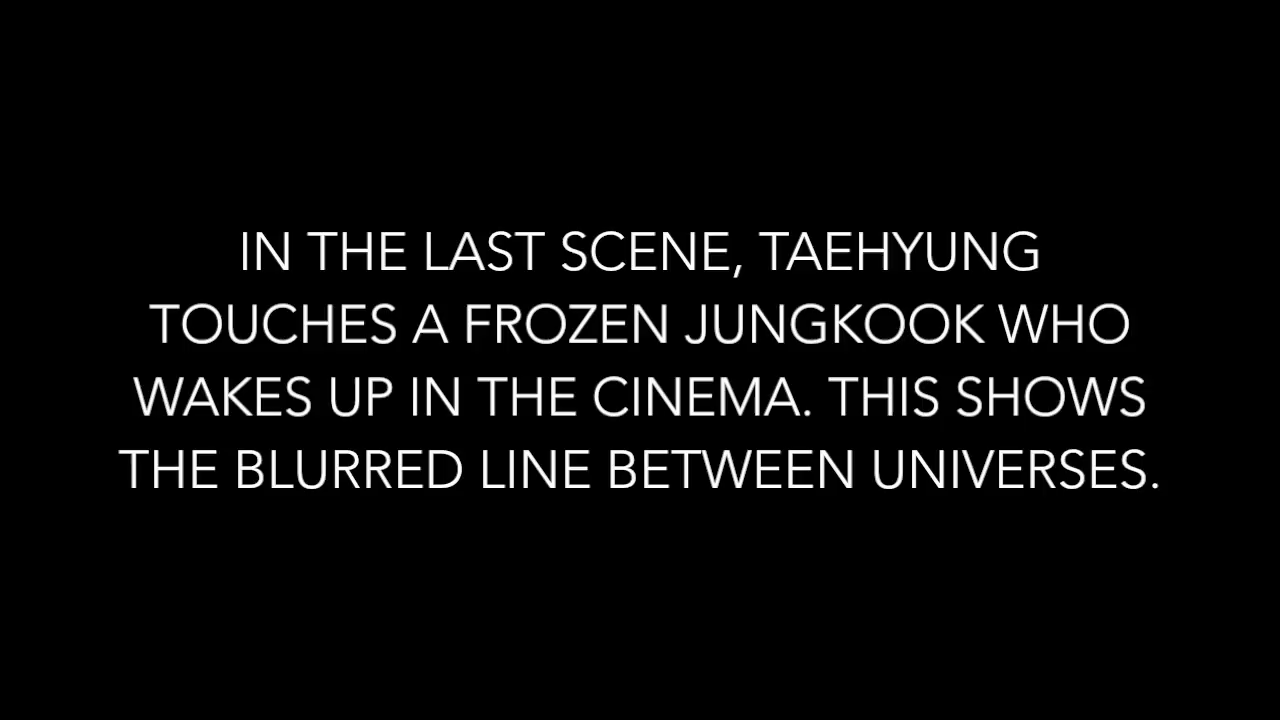 IN THE LAST SCENE, TAEHYUNG
TOUCHES A FROZEN JUNGKOOK WHO
WAKES UP IN THE CINEMA. THIS SHOWS
THE BLURRED LINE BETWEEN UNIVERSES.